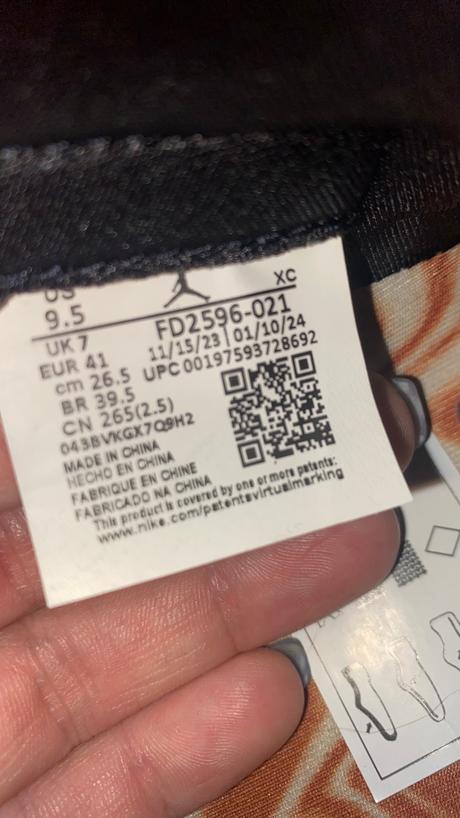 US XC
9.5 FD2596-021
UK 7 11/15/23 | 01/10/24
EUR 41 UPC 00197593728692
cm 26.5
BR 39.5
CN 265(2.5)
043BVKGX7Q9H2
MADE IN CHINA
HECHO EN CHINA
FABRIQUE EN CHINE
FABRICADO NA CHINA
This product is covered by one or more patents:
www.nike.com/patentsvirtualmarking